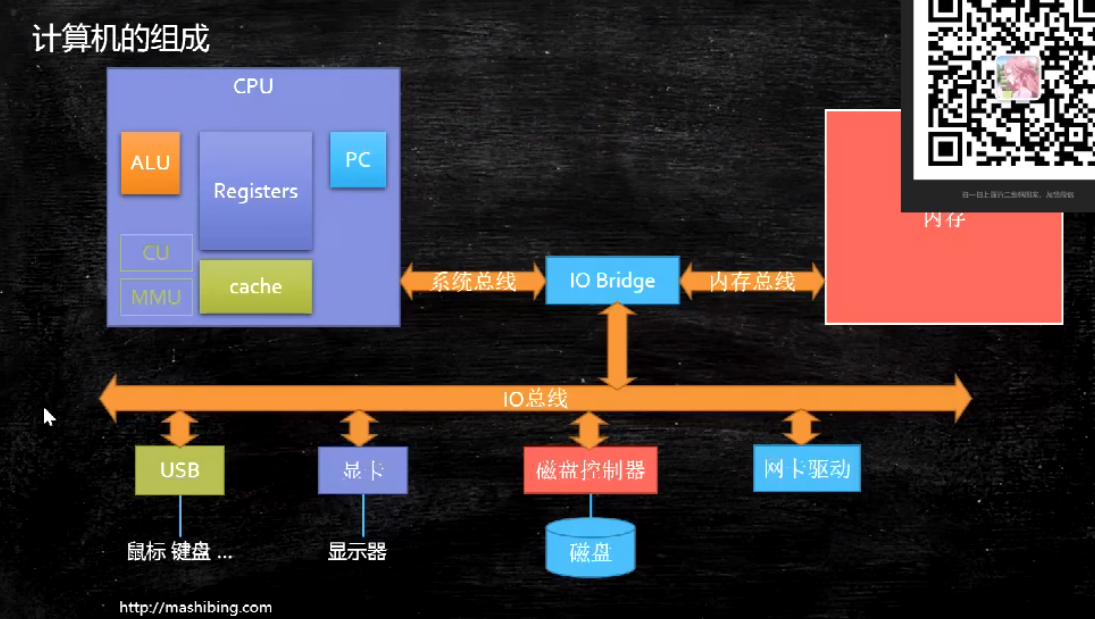 计算机的组成
CPU
ALU
Registers
PC
CU
MMU
cache
系统总线
IO Bridge
内存总线
内存
IO总线
USB
显卡
磁盘控制器
网卡驱动
鼠标 键盘 ...
显示器
磁盘
http://mashibing.com